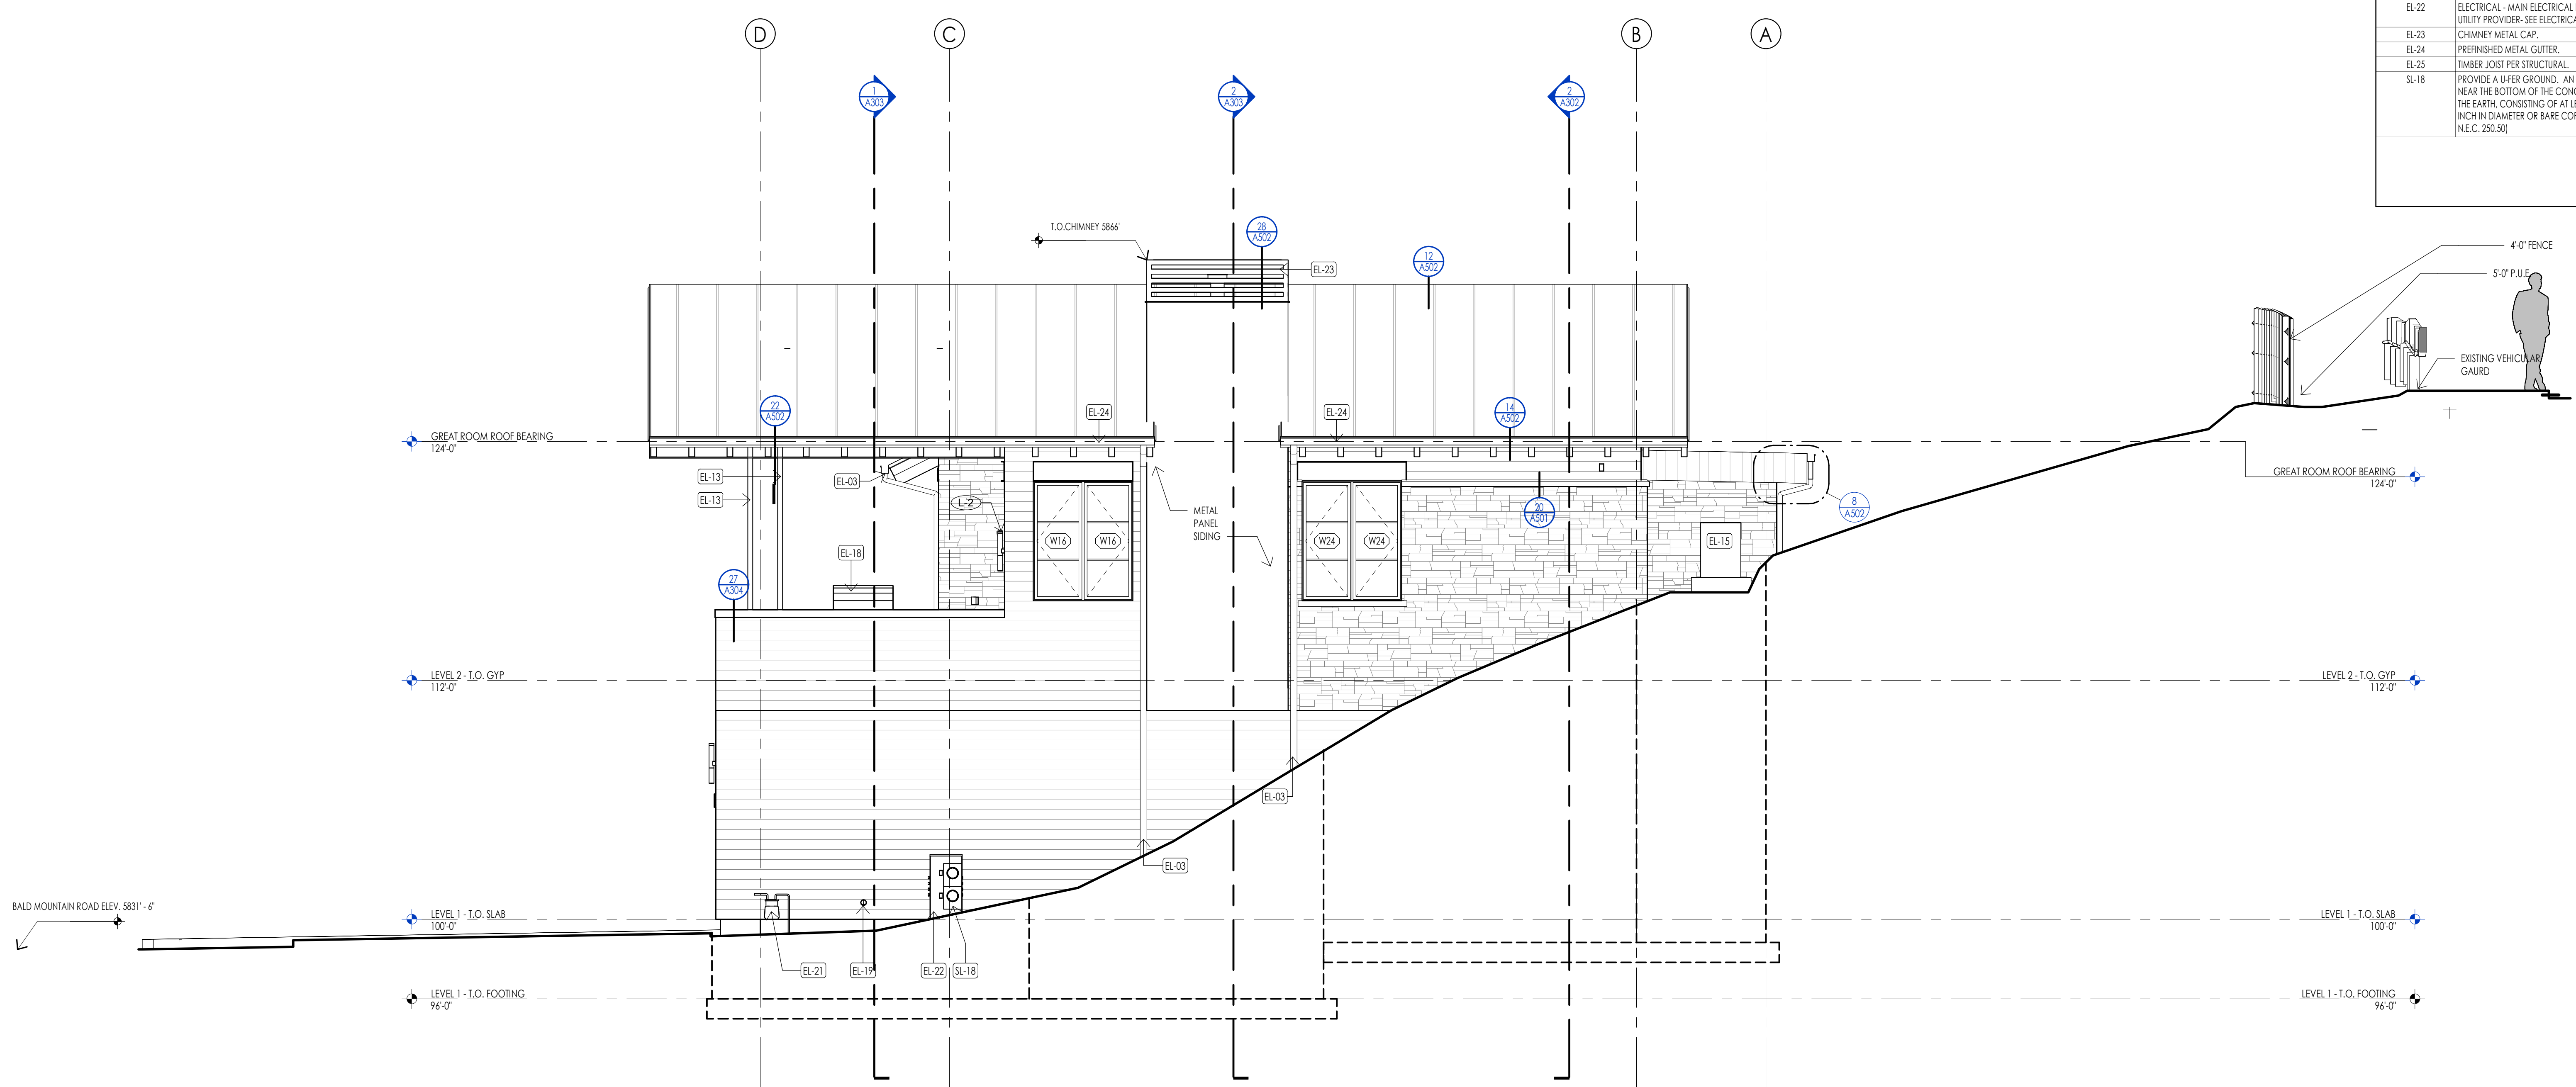 EL-22 ELECTRICAL - MAIN ELECTRICAL
UTILITY PROVIDER- SEE
EL-23 CHIMNEY METAL CAP.
EL-24 PREFINISHED METAL GUTTER.
EL-25 TIMBER JOIST PER STRUCTURAL.
SL-18 PROVIDE A U-FER GROUND. AN
NEAR THE BOTTOM OF THE
THE EARTH, CONSISTING OF AT
INCH IN DIAMETER OR BARE
N.E.C. 250.50)
D
C
B
A
1
A303
2
A303
2
A302
T.O.CHIMNEY 5866'
28
A502
12
A502
EL-23
4'-0" FENCE
5'-0" P.U.E
EXISTING VEHICULAR
GAURD
22
A502
EL-24
EL-24
14
A502
GREAT ROOM ROOF BEARING
124'-0"
GREAT ROOM ROOF BEARING
124'-0"
EL-13
EL-13
EL-03
L-2
METAL
PANEL
SIDING
20
A501
8
A502
W16
W16
W24
W24
EL-15
EL-18
27
A304
LEVEL 2 - T.O. GYP
112'-0"
LEVEL 2 - T.O. GYP
112'-0"
EL-03
EL-03
BALD MOUNTAIN ROAD ELEV. 5831' - 6"
LEVEL 1 - T.O. SLAB
100'-0"
LEVEL 1 - T.O. SLAB
100'-0"
EL-21
EL-19
EL-22
SL-18
LEVEL 1 - T.O. FOOTING
96'-0"
LEVEL 1 - T.O. FOOTING
96'-0"